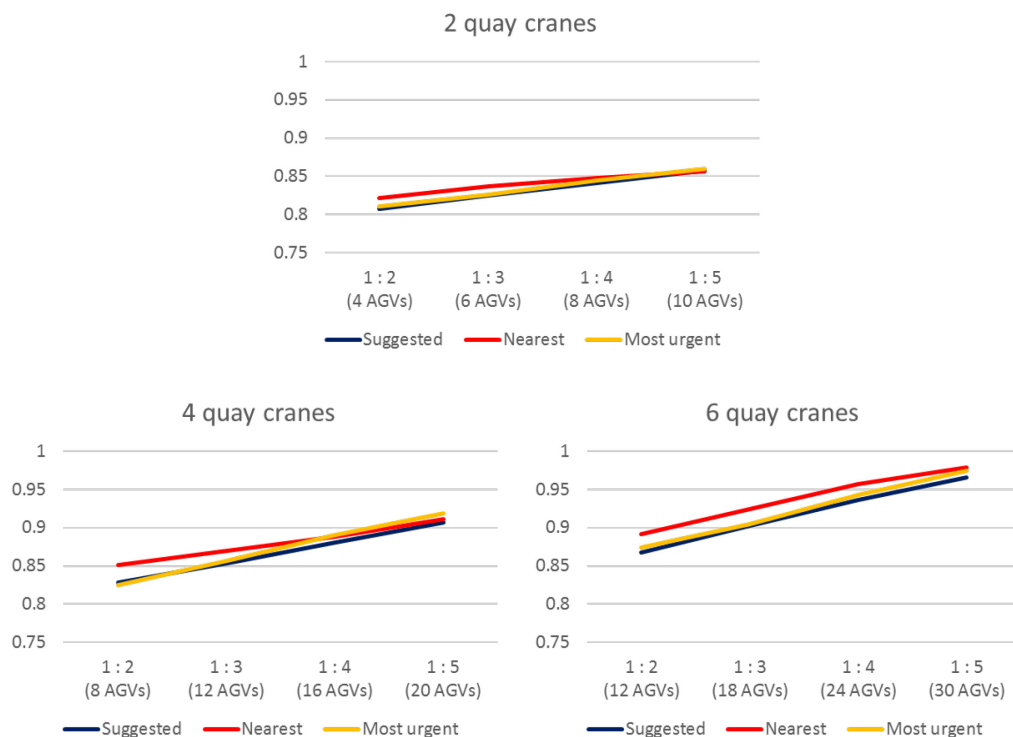 2 quay cranes
1
0.95
0.9
0.85
0.8
0.75
1 : 2 1 : 3 1 : 4 1 : 5
(4 AGVs) (6 AGVs) (8 AGVs) (10 AGVs)
Suggested Nearest Most urgent
4 quay cranes
1
0.95
0.9
0.85
0.8
0.75
1 : 2 1 : 3 1 : 4 1 : 5
(8 AGVs) (12 AGVs) (16 AGVs) (20 AGVs)
Suggested Nearest Most urgent
6 quay cranes
1
0.95
0.9
0.85
0.8
0.75
1 : 2 1 : 3 1 : 4 1 : 5
(12 AGVs) (18 AGVs) (24 AGVs) (30 AGVs)
Suggested Nearest Most urgent